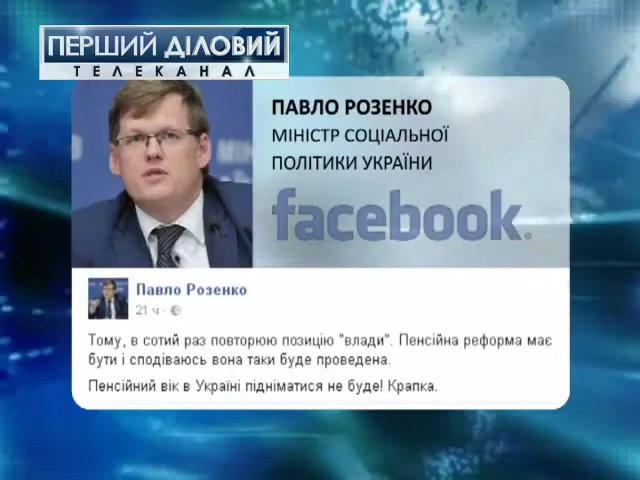 ПЕРШИЙ ДІЛОВИЙ
ТЕЛЕКАНАЛ
ПАВЛО РОЗЕНКО
МІНІСТР СОЦІАЛЬНОЇ
ПОЛІТИКИ УКРАЇНИ
facebook.
Павло Розенко
21 ч ·
Тому, в сотий раз повторюю позицію "влади". Пенсійна реформа має
бути і сподіваюсь вона таки буде проведена.
Пенсійний вік в Україні підніматися не буде! Крапка.